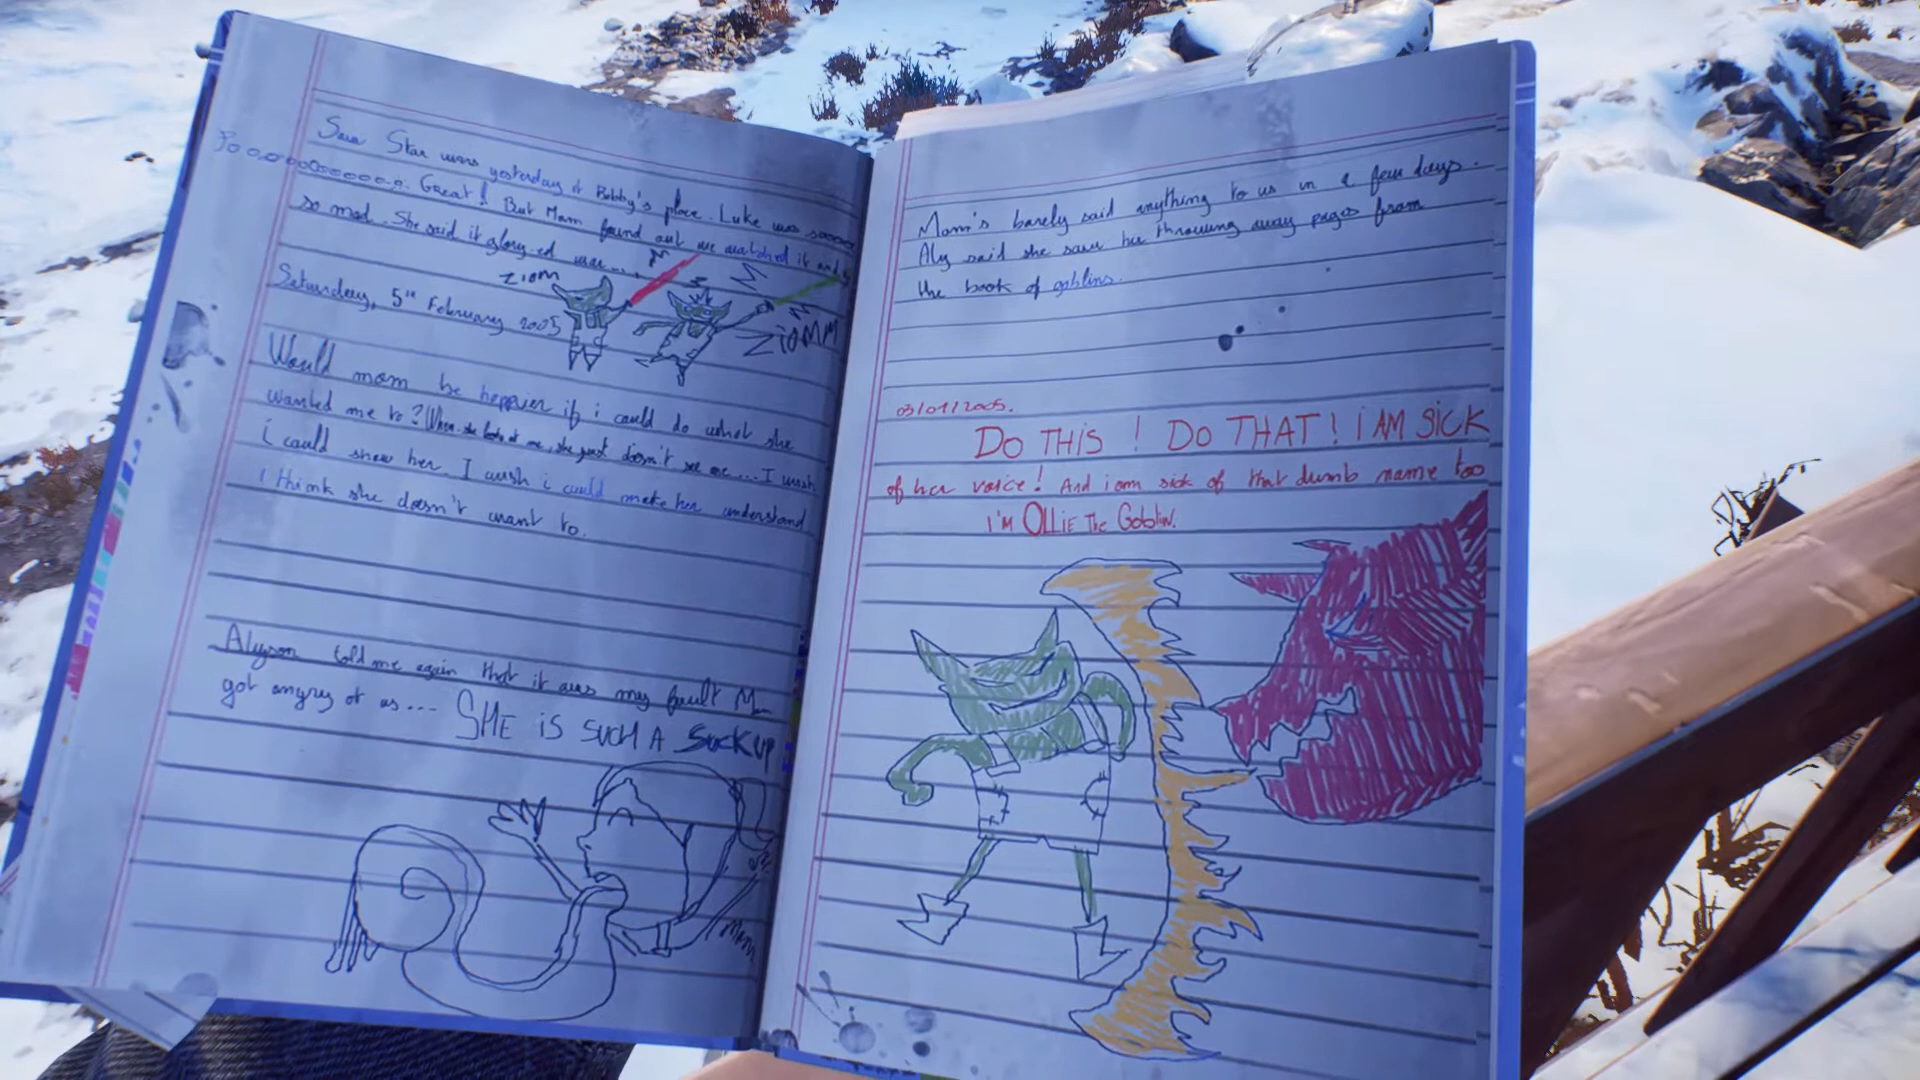 Saw Star wars yesterday at Bobby's place. Luke was soooo
Joooooooooooooooo. Great! But Mom found out we watched it and
so mad. She said it glory-ed war...
ZIOM
ZIOMM
Saturday, 5th February 2005
Would mom be happier if i could do what she
wanted me to? When she looks at me, she just doesn't see me... I wish
i could show her. I wish i could make her understand
i think she doesn't want to.
Alyson told me again that it was my fault M
got angry at us... SHE IS SUCH A SUCK UP
Mom
Mom's barely said anything to us in a few days.
Aly said she saw her throwing away pages from
the book of goblins.
03/01/2005.
DO THIS! DO THAT! I AM SICK
of her voice! And i am sick of that dumb name too
I'M OLLIE The Goblin.